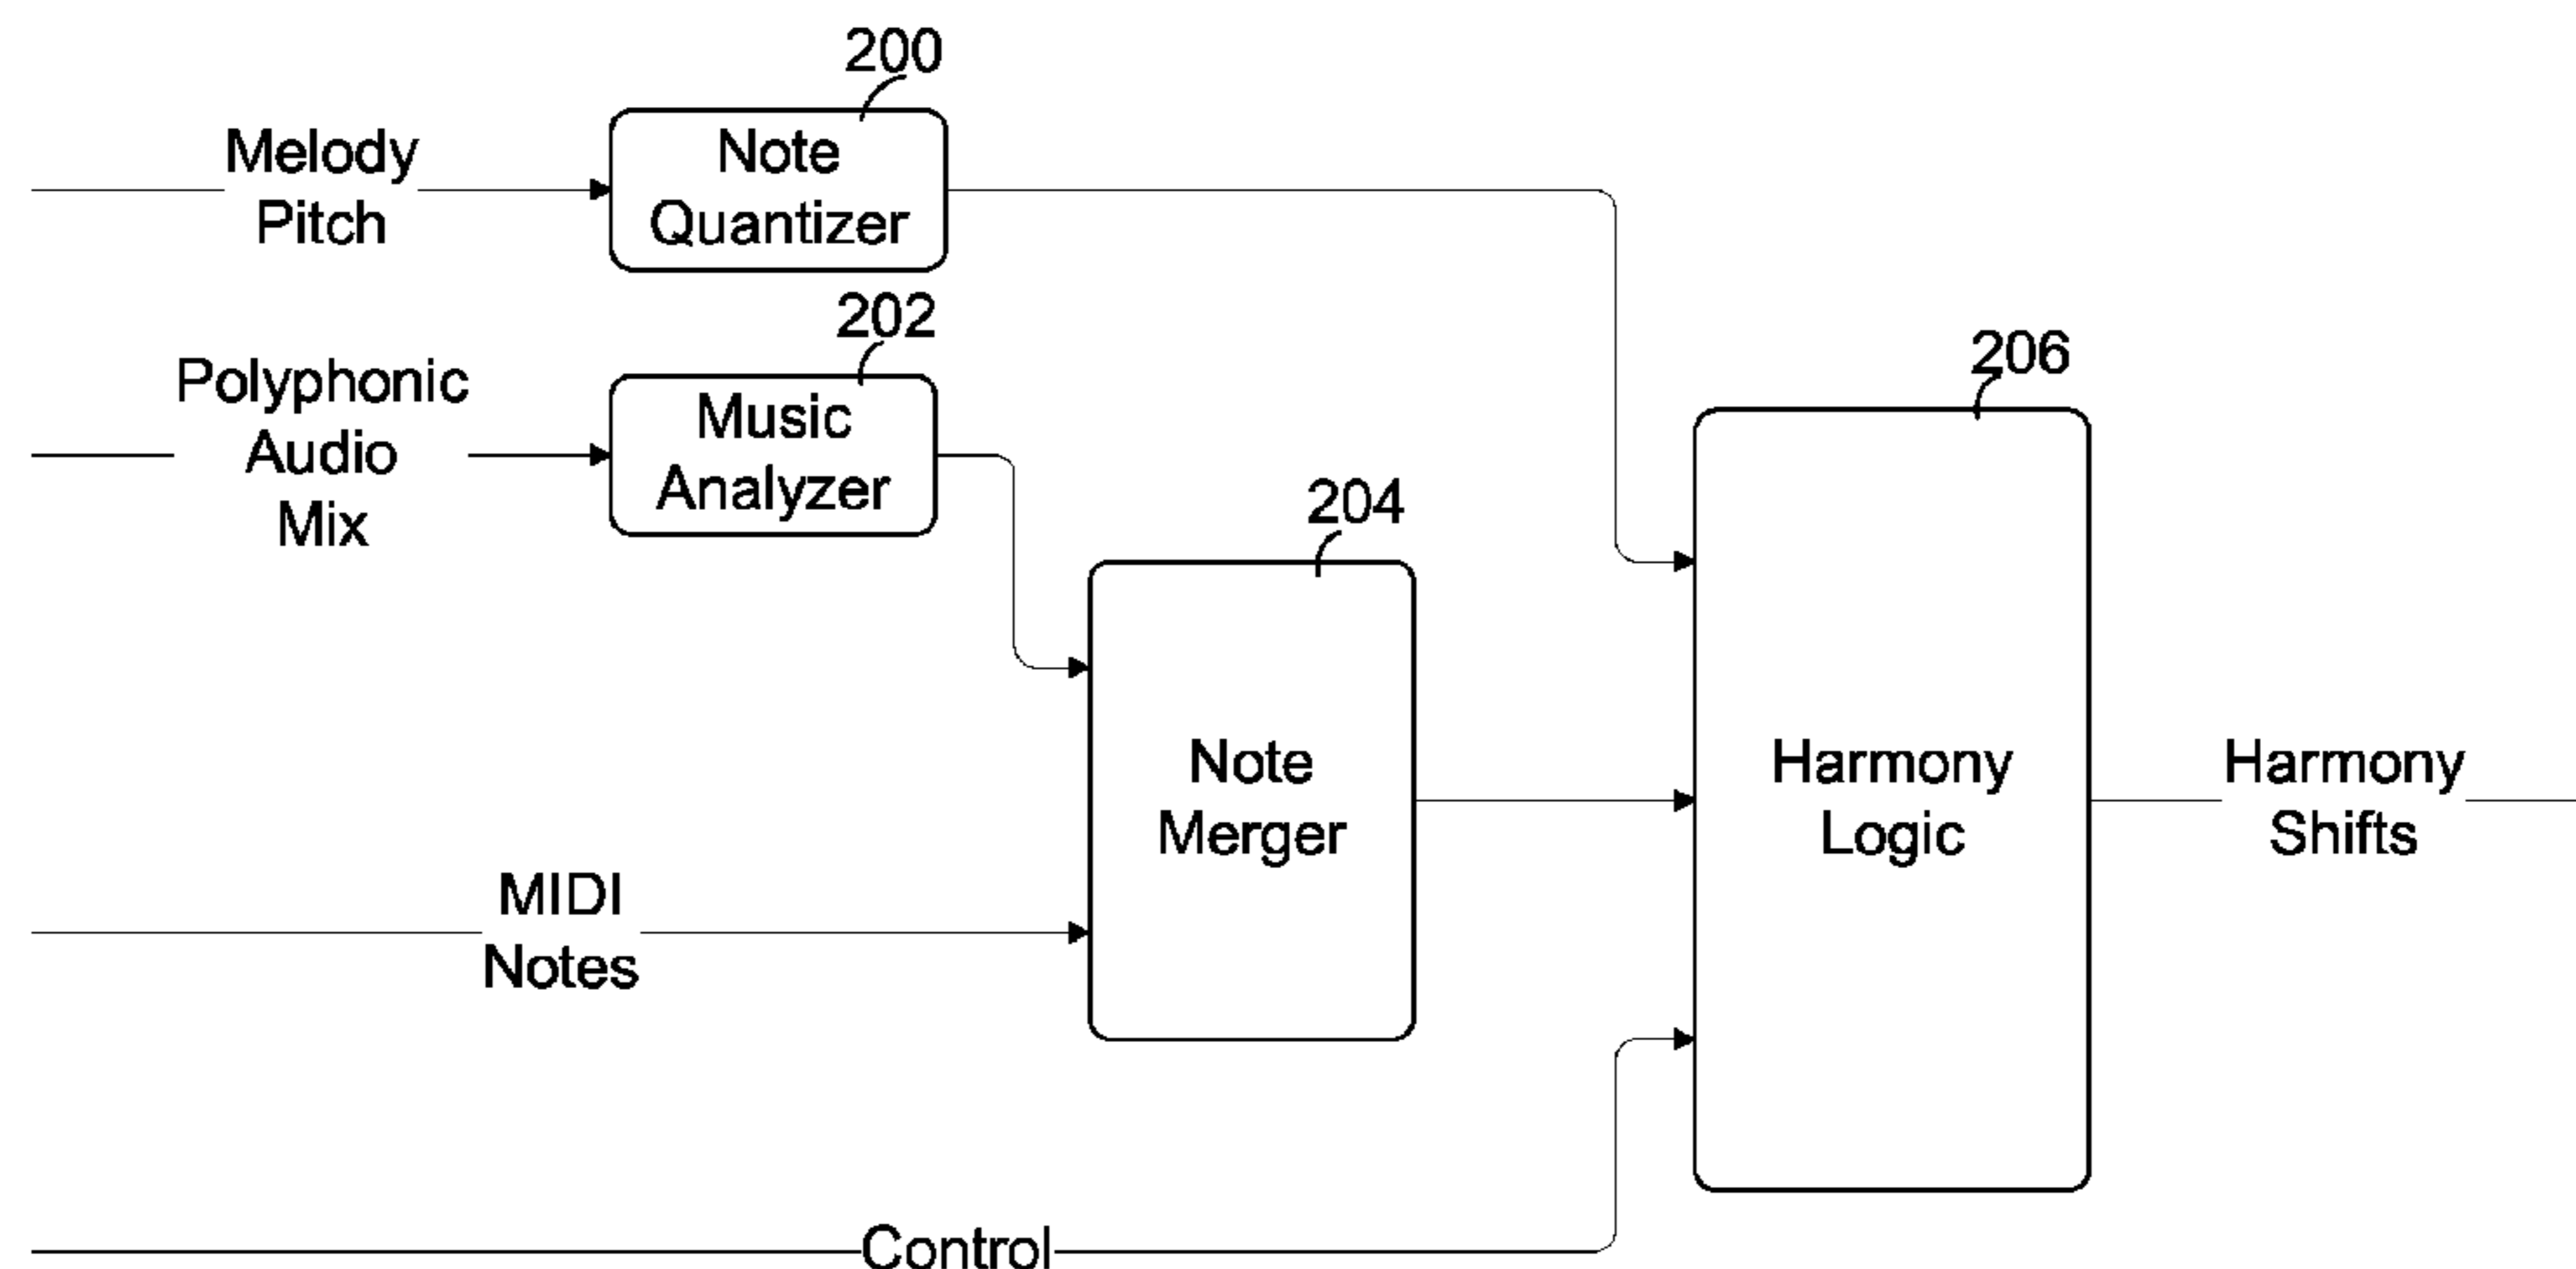 200
Melody
Pitch
Note
Quantizer
202
Polyphonic
Audio
Mix
Music
Analyzer
204
Note
Merger
MIDI
Notes
206
Harmony
Logic
Harmony
Shifts
Control